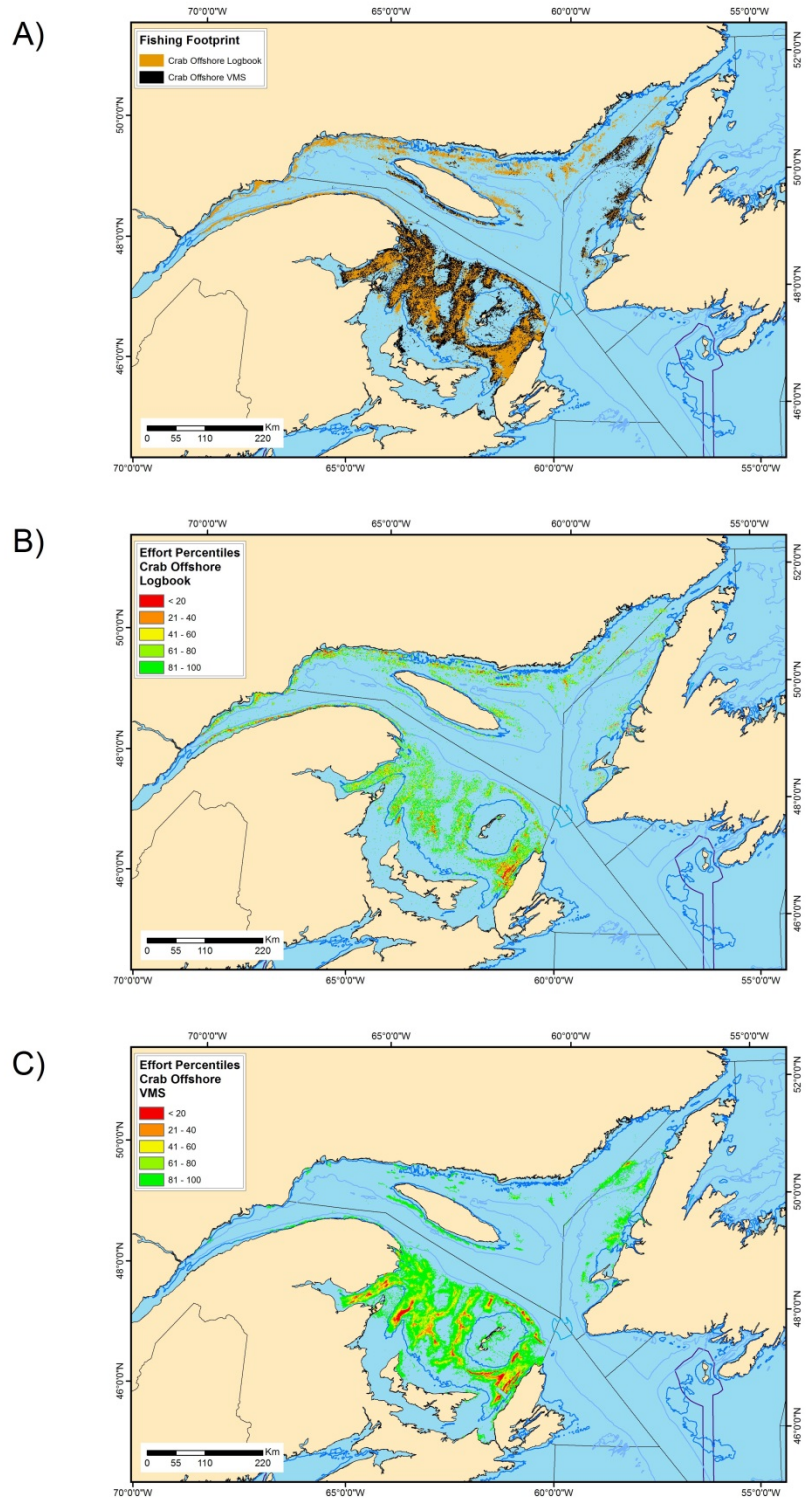 A)
70°0'0"W 65°0'0"W 60°0'0"W 55°0'0"W
Fishing Footprint
Crab Offshore Logbook
Crab Offshore VMS
52°0'0"N
50°0'0"N
50°0'0"N
48°0'0"N
48°0'0"N
46°0'0"N
46°0'0"N
Km
0 55 110 220
70°0'0"W 65°0'0"W 60°0'0"W 55°0'0"W
B)
70°0'0"W 65°0'0"W 60°0'0"W 55°0'0"W
Effort Percentiles
Crab Offshore
Logbook
< 20
21 - 40
41 - 60
61 - 80
81 - 100
52°0'0"N
50°0'0"N
50°0'0"N
48°0'0"N
48°0'0"N
46°0'0"N
46°0'0"N
Km
0 55 110 220
70°0'0"W 65°0'0"W 60°0'0"W 55°0'0"W
C)
70°0'0"W 65°0'0"W 60°0'0"W 55°0'0"W
Effort Percentiles
Crab Offshore
VMS
< 20
21 - 40
41 - 60
61 - 80
81 - 100
52°0'0"N
50°0'0"N
50°0'0"N
48°0'0"N
48°0'0"N
46°0'0"N
46°0'0"N
Km
0 55 110 220
70°0'0"W 65°0'0"W 60°0'0"W 55°0'0"W